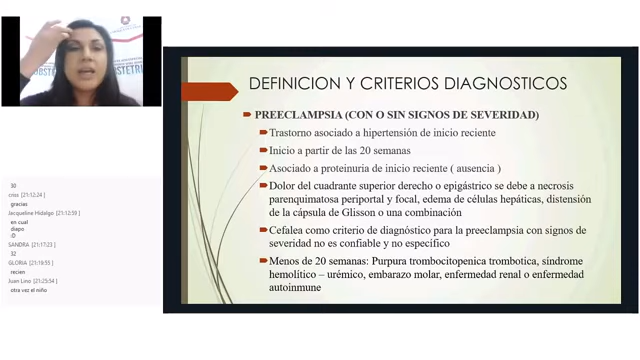 OBSTE
OBSTETRI
30
criss [21:12:24]
gracias
Jacqueline Hidalgo [21:12:59]
en cual
diapo
:O
SANDRA [21:17:23]
32
GLORIA [21:19:55]
recien
Juan Lino [21:25:54]
otra vez el niño
DEFINICION Y CRITERIOS DIAGNOSTICOS
PREECLAMPSIA (CON O SIN SIGNOS DE SEVERIDAD)
Trastorno asociado a hipertensión de inicio reciente
Inicio a partir de las 20 semanas
Asociado a proteinuria de inicio reciente ( ausencia )
Dolor del cuadrante superior derecho o epigástrico se debe a necrosis
parenquimatosa periportal y focal, edema de células hepáticas, distensión
de la cápsula de Glisson o una combinación
Cefalea como criterio de diagnóstico para la preeclampsia con signos de
severidad no es confiable y no específico
Menos de 20 semanas: Purpura trombocitopenica trombotica, síndrome
hemolítico – urémico, embarazo molar, enfermedad renal o enfermedad
autoinmune